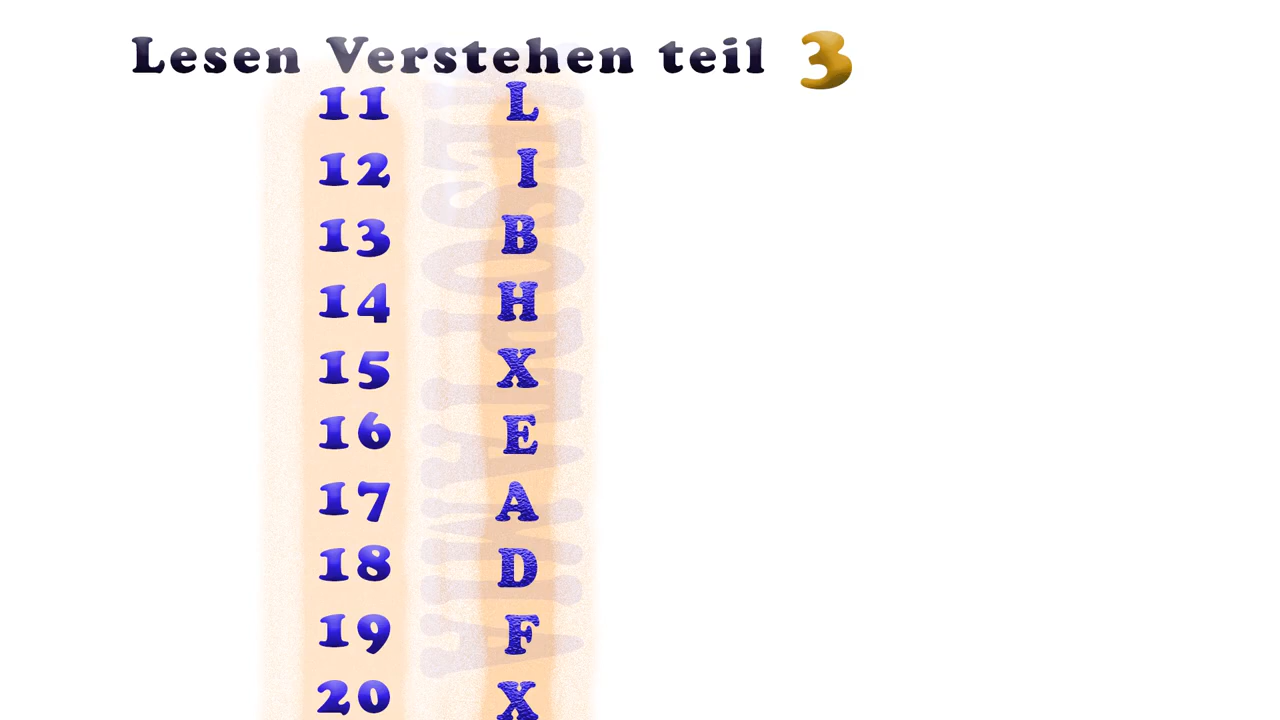 Lesen Verstehen teil 3
11 L
12 I
13 B
14 H
15 X
16 E
17 A
18 D
19 F
20 X